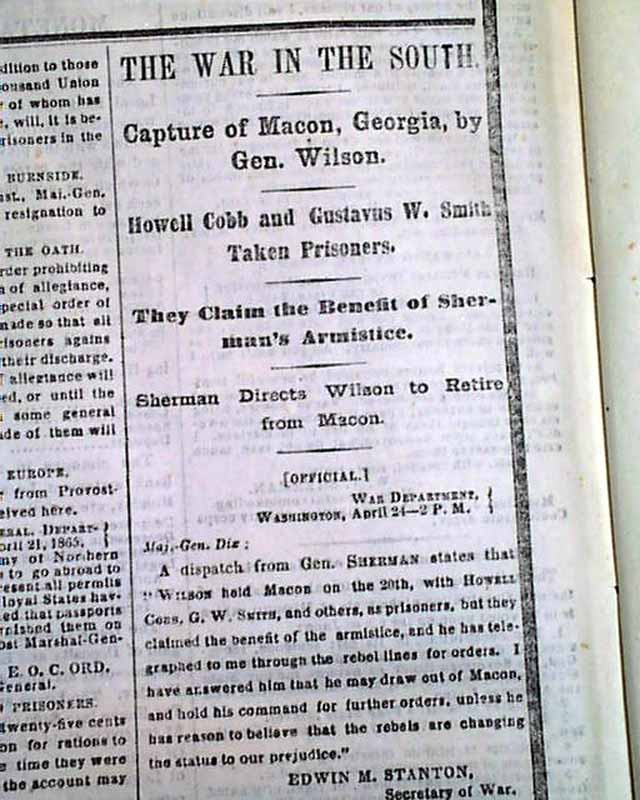 dition to those
ousand Union
of whom has
, will, it is be-
risoners in the
BURNSIDE.
nst., Maj.-Gen.
resignation to
THE OATH.
rder prohibiting
of allegiance,
pecial order of
made so that all
risoners agains
their discharge.
allegiance will
ed, or until the
some general
ade of them will
EUROPE.
from Provost-
eived here.
ERAL, DEPART-
pril 21, 1865.
ny of Northern
to go abroad to
resent all permits
loyal States hav-
ed that passports
rnished them on
ost Marshal-Gen-
E. O. C. ORD,
General.
PRISONERS.
twenty-five cents
on for rations to
time they were
the account may
THE WAR IN THE SOUTH.
Capture of Macon, Georgia, by
Gen. Wilson.
Howell Cobb and Gustavus W. Smith
Taken Prisoners.
They Claim the Benefit of Sher-
man's Armistice.
Sherman Directs Wilson to Retire
from Macon.
[OFFICIAL.]
WAR DEPARTMENT,
WASHINGTON, April 24—2 P. M.
Maj.-Gen. Dix:
A dispatch from Gen. SHERMAN states that
"WILSON held Macon on the 20th, with HOWELL
COBB, G. W. SMITH, and others, as prisoners, but they
claimed the benefit of the armistice, and he has tele-
graphed to me through the rebel lines for orders. I
have answered him that he may draw out of Macon,
and hold his command for further orders, unless he
has reason to believe that the rebels are changing
the status to our prejudice."
EDWIN M. STANTON,
Secretary of War.